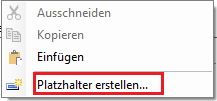 Ausschneiden
Kopieren
Einfügen
Platzhalter erstellen...